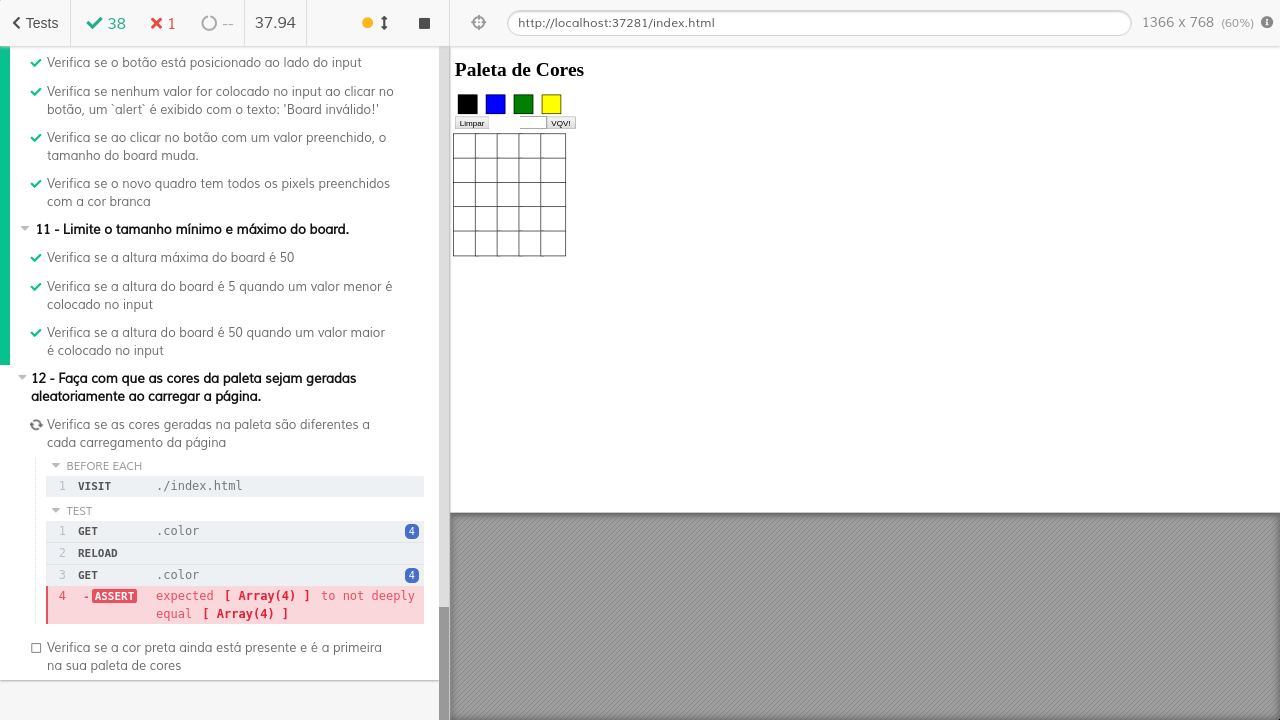 Tests
38
1
--
37.94
http://localhost:37281/index.html
1366 x 768 (60%)
Verifica se o botão está posicionado ao lado do input
Verifica se nenhum valor for colocado no input ao clicar no
botão, um `alert` é exibido com o texto: 'Board inválido!'
Verifica se ao clicar no botão com um valor preenchido, o
tamanho do board muda.
Verifica se o novo quadro tem todos os pixels preenchidos
com a cor branca
11 - Limite o tamanho mínimo e máximo do board.
Verifica se a altura máxima do board é 50
Verifica se a altura do board é 5 quando um valor menor é
colocado no input
Verifica se a altura do board é 50 quando um valor maior
é colocado no input
12 - Faça com que as cores da paleta sejam geradas
aleatoriamente ao carregar a página.
Verifica se as cores geradas na paleta são diferentes a
cada carregamento da página
BEFORE EACH
1 VISIT ./index.html
TEST
1 GET .color 4
2 RELOAD
3 GET .color 4
4 -ASSERT expected [ Array(4) ] to not deeply
equal [ Array(4) ]
Verifica se a cor preta ainda está presente e é a primeira
na sua paleta de cores
Paleta de Cores
Limpar
VQV!